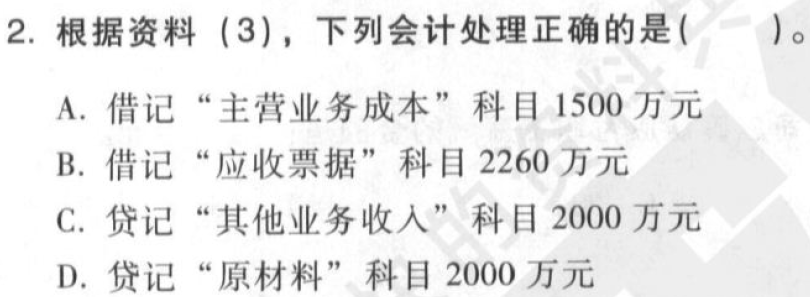 2. 根据资料（3），下列会计处理正确的是(　　)。
A. 借记“主营业务成本”科目 1500 万元
B. 借记“应收票据”科目 2260 万元
C. 贷记“其他业务收入”科目 2000 万元
D. 贷记“原材料”科目 2000 万元